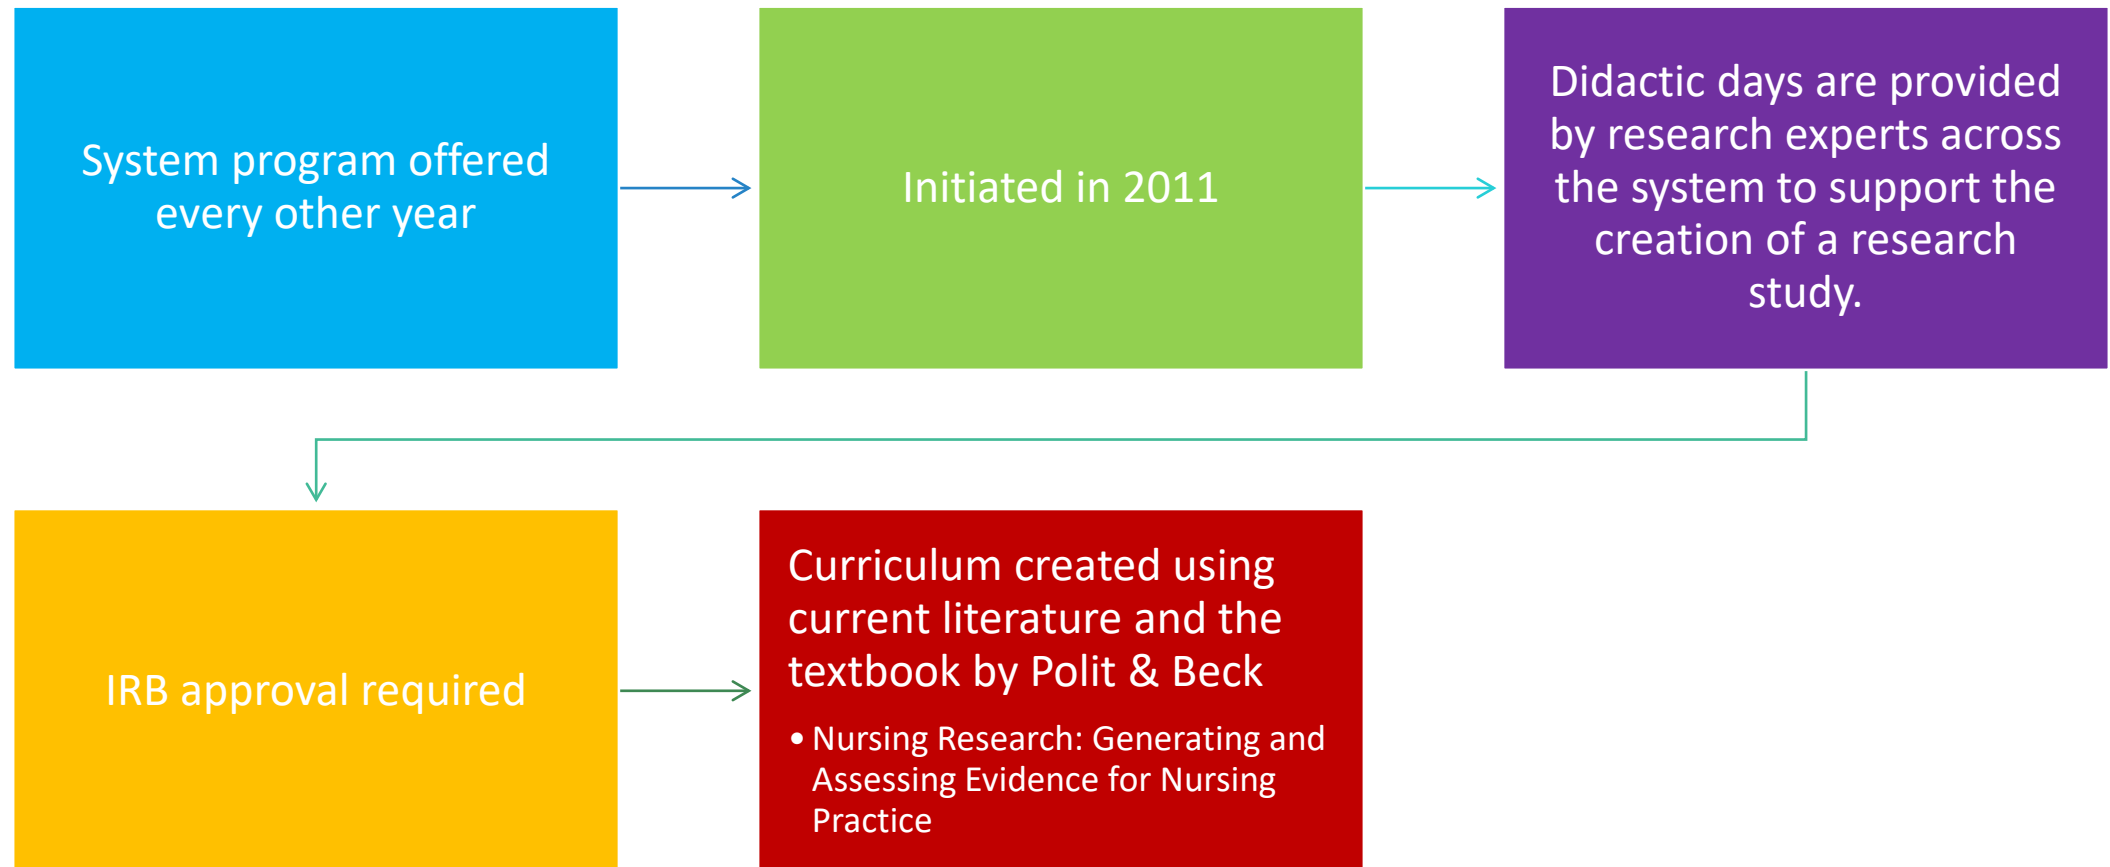 System program offered
every other year
Initiated in 2011
Didactic days are provided
by research experts across
the system to support the
creation of a research
study.
IRB approval required
Curriculum created using
current literature and the
textbook by Polit & Beck
• Nursing Research: Generating and
Assessing Evidence for Nursing
Practice